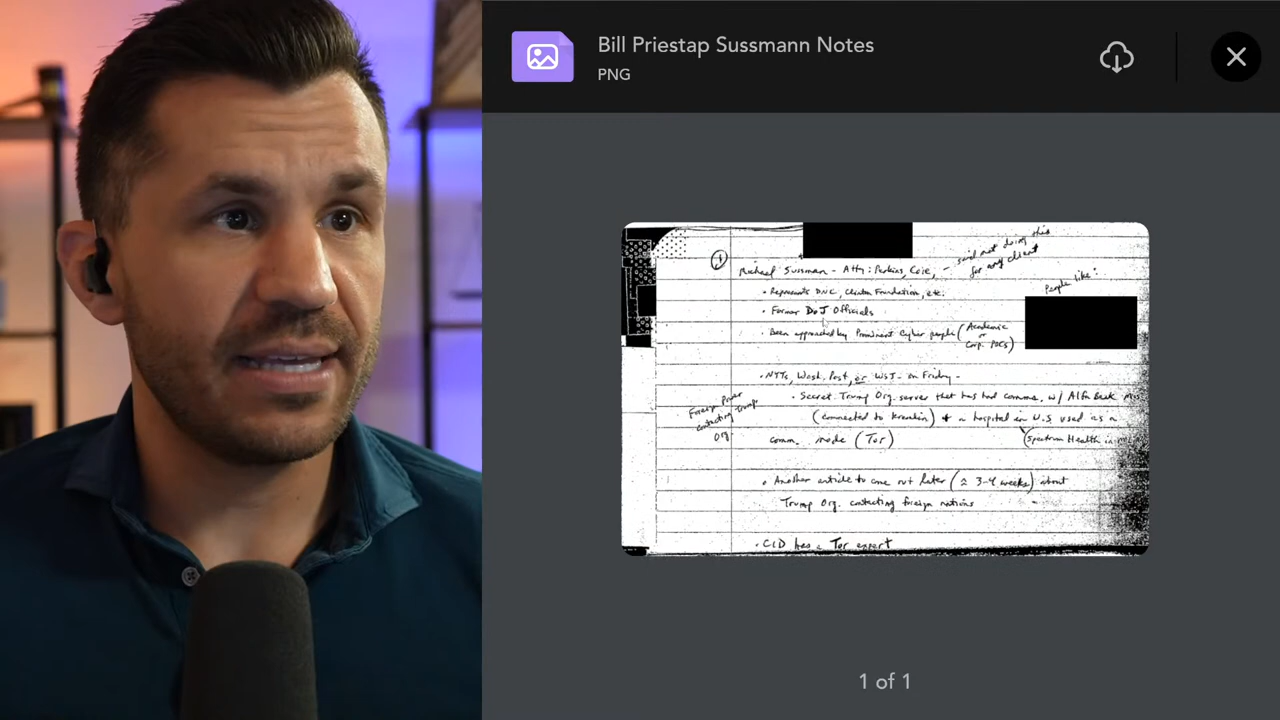 Bill Priestap Sussmann Notes
PNG
said not doing this
for any client
① Michael Sussman - Atty: Perkins Coie, -
People like:
• Represents DNC, Clinton Foundation, etc.
• Former DoJ Officials
• Been approached by Prominent Cyber people (Academic
or
Corp. POCs)
• NYTs, Wash. Post, or WSJ - on Friday -
• Secret Trump Org. server that has had comms. w/ Alfa Bank
Foreign Power
contacting Trump
Org
(connected to Kremlin) + a hospital in U.S. used as a
comm. mode (Tor)
(Spectrum Health in
• Another article to come out later (≈ 3-4 weeks) about
Trump Org. contacting foreign nations
• CID has a Tor expert
1 of 1